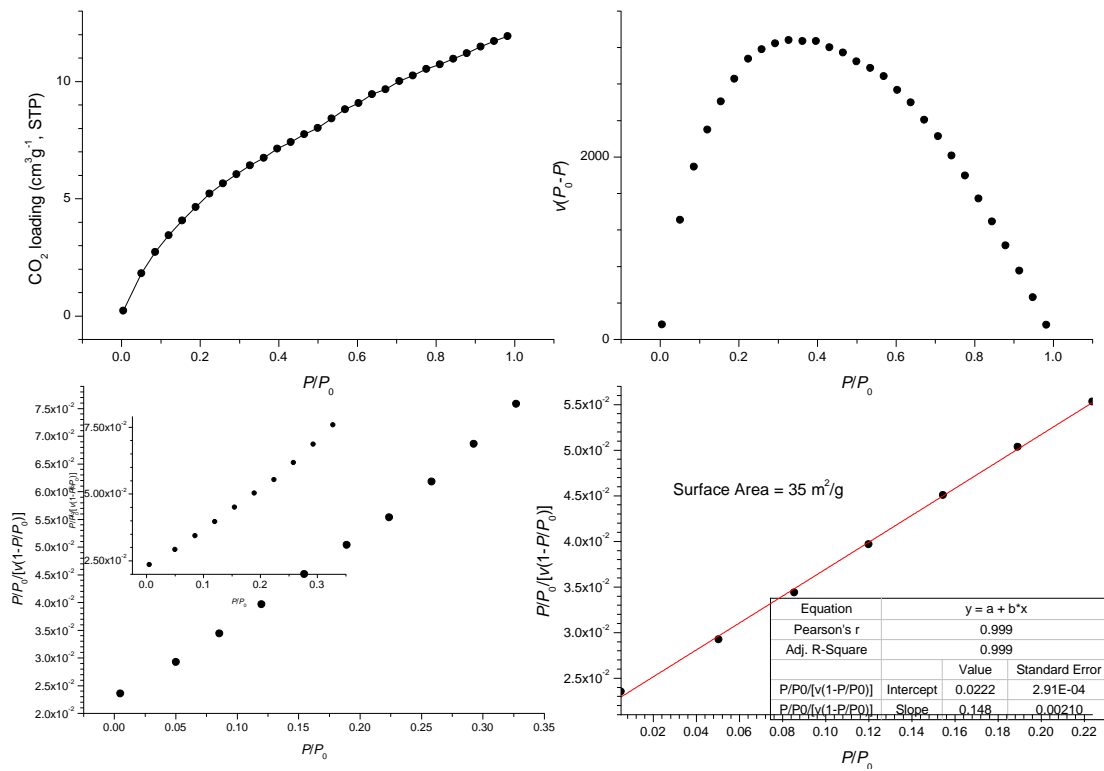 CO₂ loading (cm³g⁻¹, STP)
10
5
0
0.0 0.2 0.4 0.6 0.8 1.0
P/P₀
v(P₀-P)
2000
0
0.0 0.2 0.4 0.6 0.8 1.0
P/P₀
P/P₀/[v(1-P/P₀)]
7.5x10⁻²
7.0x10⁻²
6.5x10⁻²
6.0x10⁻²
5.5x10⁻²
5.0x10⁻²
4.5x10⁻²
4.0x10⁻²
3.5x10⁻²
3.0x10⁻²
2.5x10⁻²
2.0x10⁻²
0.00 0.05 0.10 0.15 0.20 0.25 0.30 0.35
P/P₀
P/P₀/[v(1-P/P₀)]
7.50x10⁻²
5.00x10⁻²
2.50x10⁻²
0.0 0.1 0.2 0.3
P/P₀
P/P₀/[v(1-P/P₀)]
5.5x10⁻²
4.5x10⁻²
3.5x10⁻²
2.5x10⁻²
Surface Area = 35 m²/g
Equation y = a + b*x
Pearson's r 0.999
Adj. R-Square 0.999
Value Standard Error
P/P0/[v(1-P/P0)] Intercept 0.0222 2.91E-04
P/P0/[v(1-P/P0)] Slope 0.148 0.00210
0.02 0.04 0.06 0.08 0.10 0.12 0.14 0.16 0.18 0.20 0.22
P/P₀